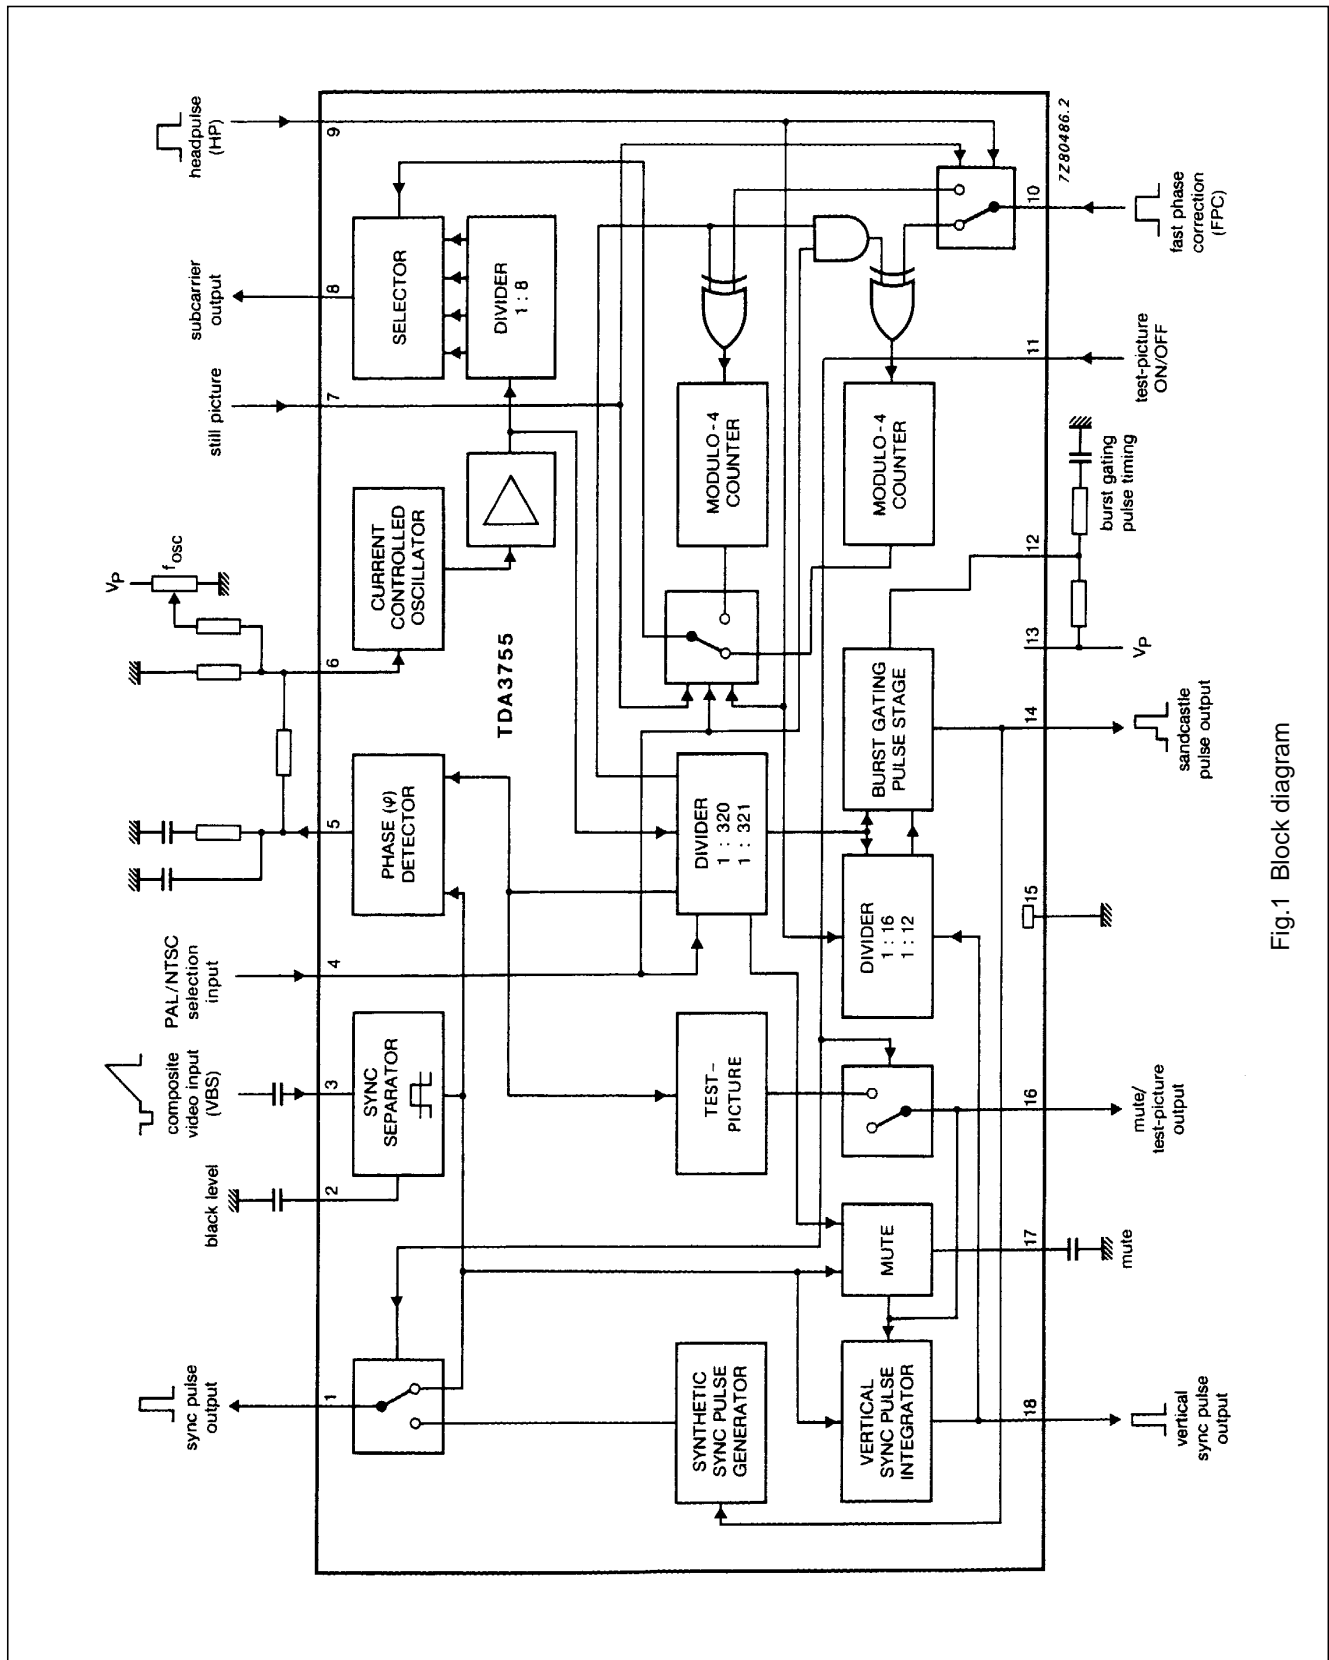 sync pulse
output
black level
composite
video input
(VBS)
PAL/NTSC
selection
input
VP
fosc
still picture
subcarrier
output
headpulse
(HP)
1
2
3
4
5
6
7
8
9
SYNC
SEPARATOR
PHASE (φ)
DETECTOR
CURRENT
CONTROLLED
OSCILLATOR
SELECTOR
DIVIDER
1 : 8
TDA3755
SYNTHETIC
SYNC PULSE
GENERATOR
TEST-
PICTURE
DIVIDER
1 : 320
1 : 321
MODULO-4
COUNTER
VERTICAL
SYNC PULSE
INTEGRATOR
MUTE
DIVIDER
1 : 16
1 : 12
BURST GATING
PULSE STAGE
MODULO-4
COUNTER
18
17
16
15
14
13
12
11
10
7Z80486.2
vertical
sync pulse
output
mute
mute/
test-picture
output
sandcastle
pulse output
VP
burst gating
pulse timing
test-picture
ON/OFF
fast phase
correction
(FPC)
Fig.1 Block diagram